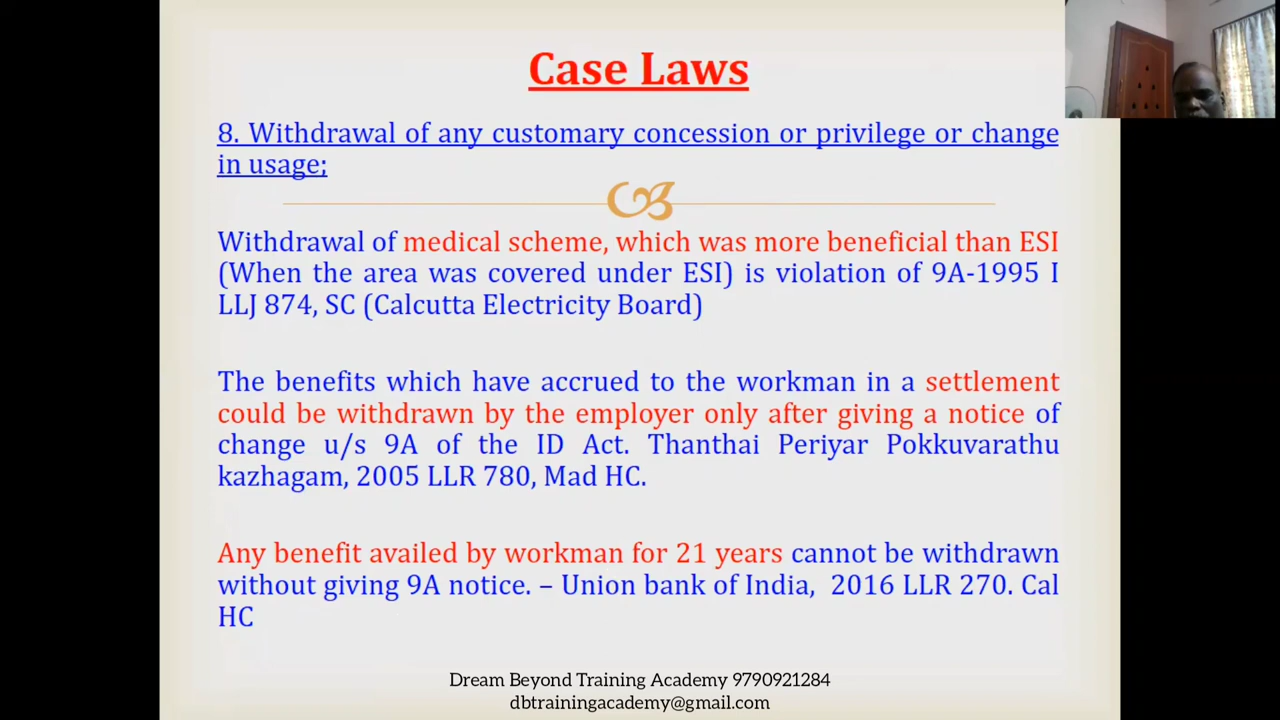 Case Laws
8. Withdrawal of any customary concession or privilege or change
in usage;
Withdrawal of medical scheme, which was more beneficial than ESI
(When the area was covered under ESI) is violation of 9A-1995 I
LLJ 874, SC (Calcutta Electricity Board)
The benefits which have accrued to the workman in a settlement
could be withdrawn by the employer only after giving a notice of
change u/s 9A of the ID Act. Thanthai Periyar Pokkuvarathu
kazhagam, 2005 LLR 780, Mad HC.
Any benefit availed by workman for 21 years cannot be withdrawn
without giving 9A notice. – Union bank of India, 2016 LLR 270. Cal
HC
Dream Beyond Training Academy 9790921284
dbtrainingacademy@gmail.com